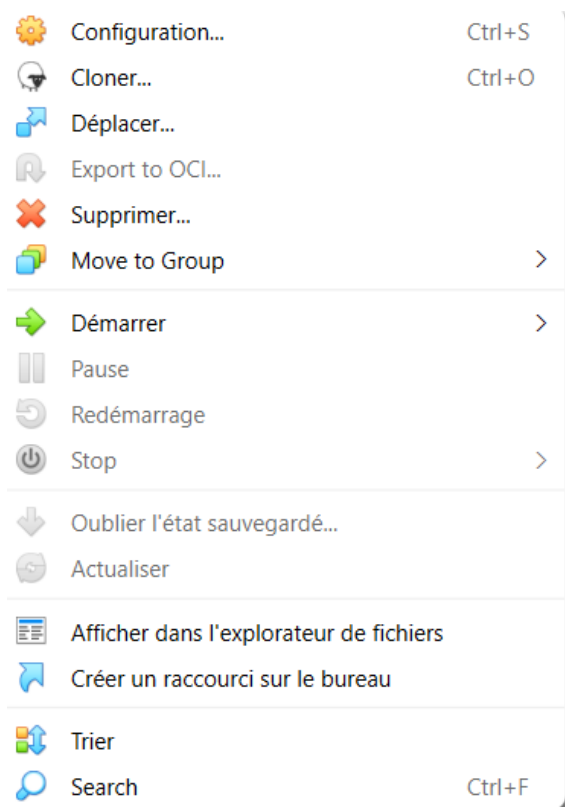 Configuration... Ctrl+S
Cloner... Ctrl+O
Déplacer...
Export to OCI...
Supprimer...
Move to Group
Démarrer
Pause
Redémarrage
Stop
Oublier l'état sauvegardé...
Actualiser
Afficher dans l'explorateur de fichiers
Créer un raccourci sur le bureau
Trier
Search Ctrl+F